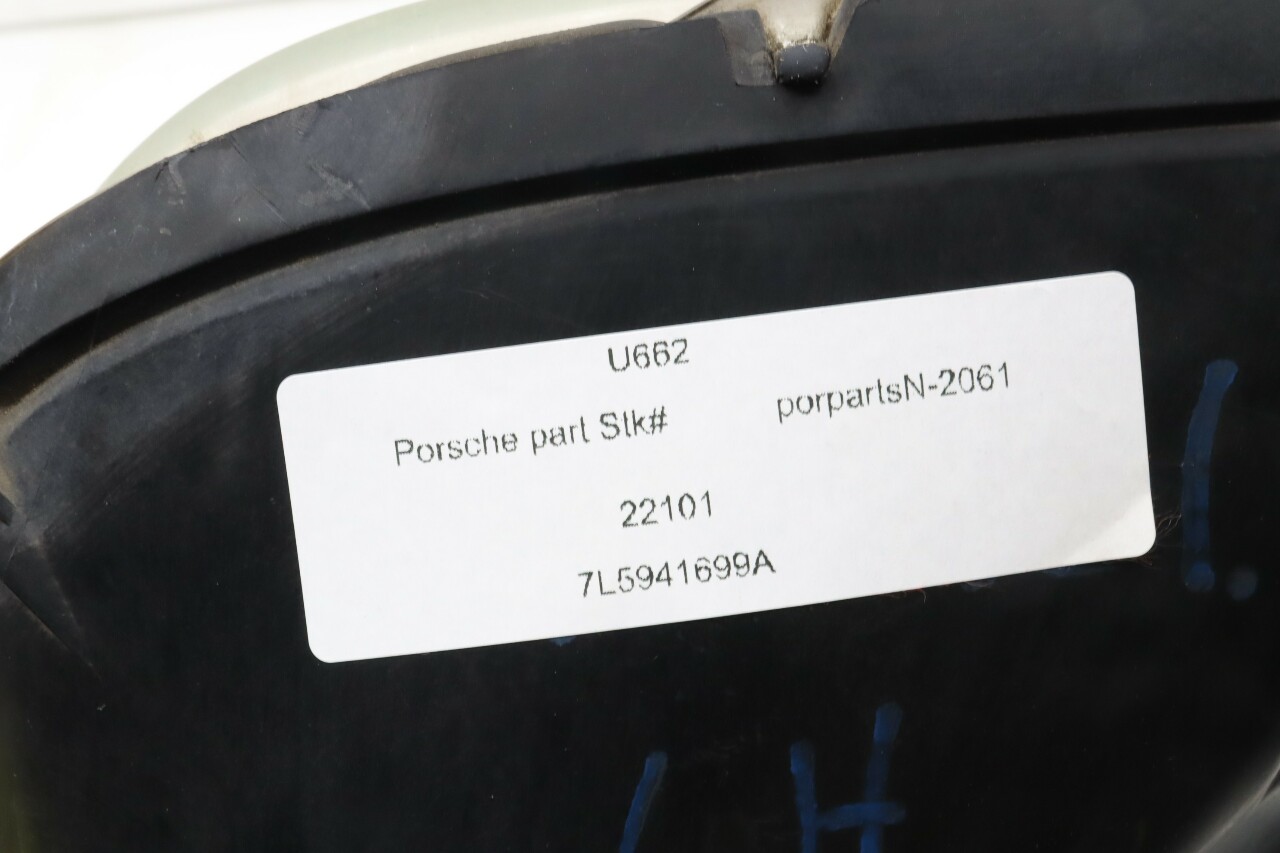 U662
Porsche part Stk# porpartsN-2061
22101
7L5941699A